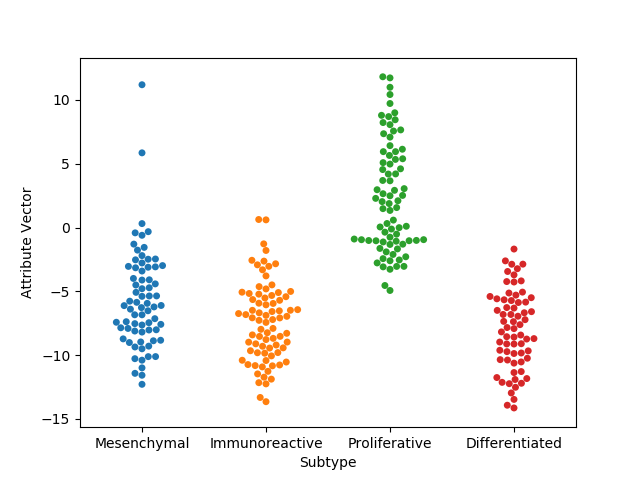 10
5
0
−5
−10
−15
Attribute Vector
Mesenchymal Immunoreactive Proliferative Differentiated
Subtype